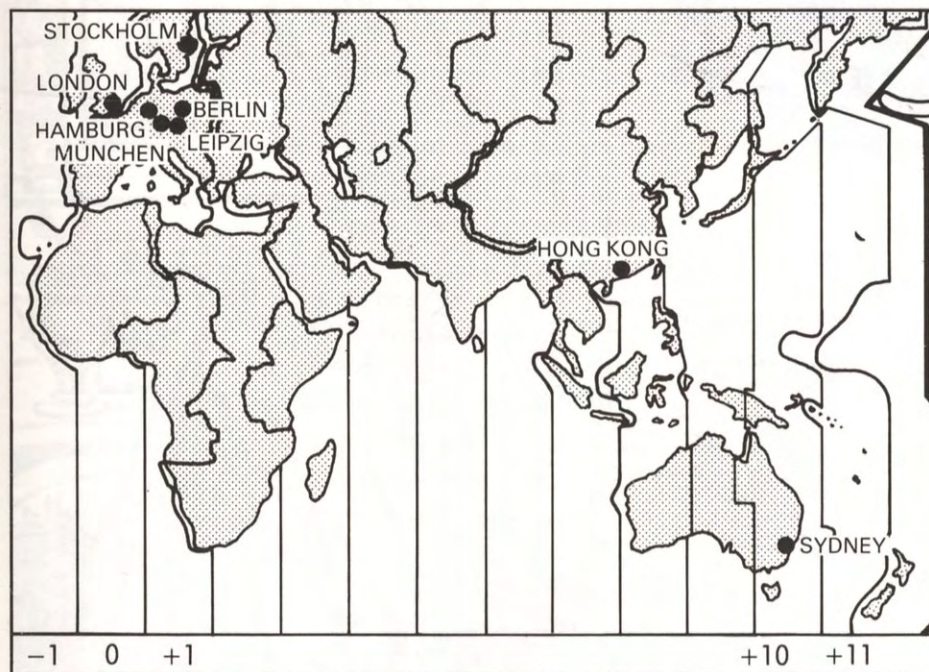 STOCKHOLM
LONDON
BERLIN
HAMBURG
LEIPZIG
MÜNCHEN
HONG KONG
SYDNEY
−1 0 +1 +10 +11